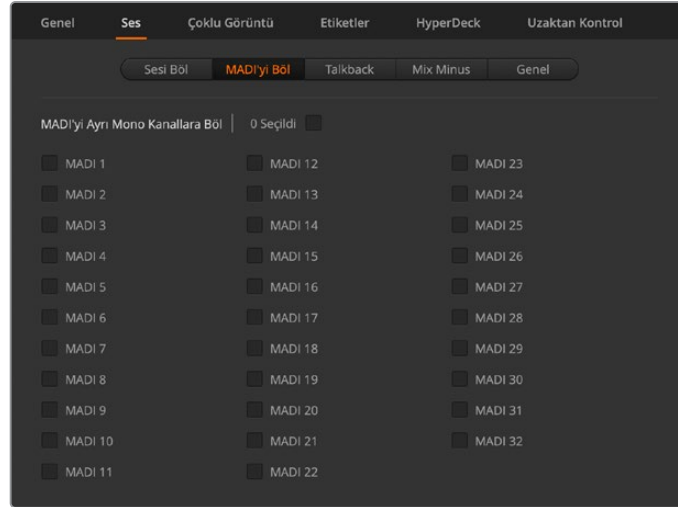 Genel Ses Çoklu Görüntü Etiketler HyperDeck Uzaktan Kontrol
Sesi Böl MADI'yi Böl Talkback Mix Minus Genel
MADI'yi Ayrı Mono Kanallara Böl 0 Seçildi
MADI 1 MADI 12 MADI 23
MADI 2 MADI 13 MADI 24
MADI 3 MADI 14 MADI 25
MADI 4 MADI 15 MADI 26
MADI 5 MADI 16 MADI 27
MADI 6 MADI 17 MADI 28
MADI 7 MADI 18 MADI 29
MADI 8 MADI 19 MADI 30
MADI 9 MADI 20 MADI 31
MADI 10 MADI 21 MADI 32
MADI 11 MADI 22